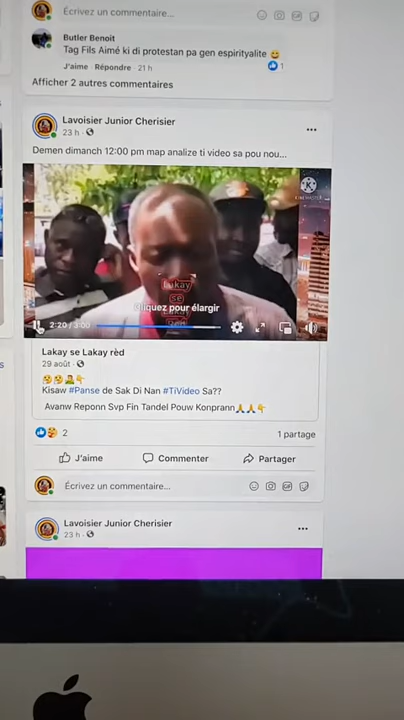 Écrivez un commentaire...
Butler Benoit
Tag Fils Aimé ki di protestan pa gen espiryalite
J'aime · Répondre · 21 h
1
Afficher 2 autres commentaires
Lavoisier Junior Cherisier
23 h ·
Demen dimanch 12:00 pm map analize ti video sa pou nou...
KINEMASTER
Lukay
se
Cliquez pour élargir
2:20 / 3:00
Lakay se Lakay rèd
29 août ·
Kisaw #Panse de Sak Di Nan #TiVideo Sa??
Avanw Reponn Svp Fin Tandel Pouw Konprann
2
1 partage
J'aime
Commenter
Partager
Écrivez un commentaire...
Lavoisier Junior Cherisier
23 h ·